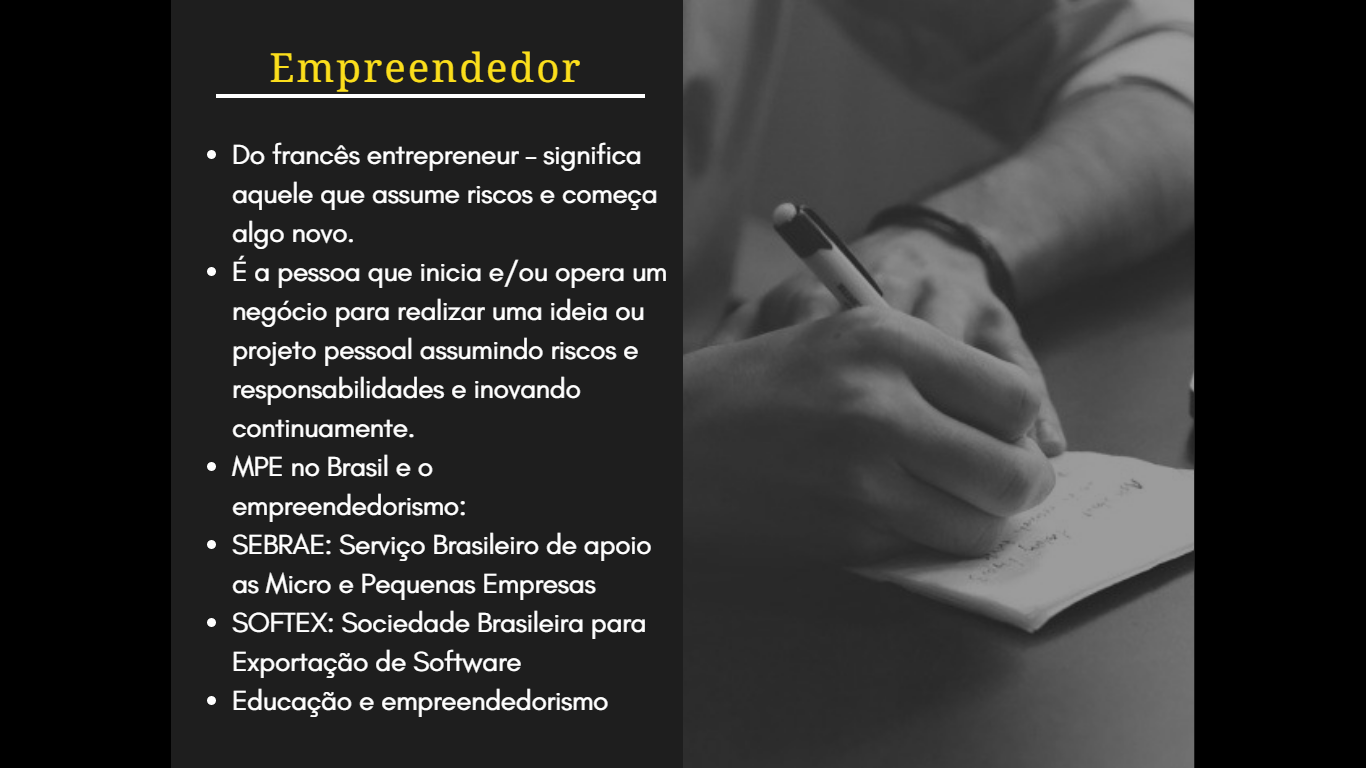 Empreendedor
• Do francês entrepreneur – significa
aquele que assume riscos e começa
algo novo.
• É a pessoa que inicia e/ou opera um
negócio para realizar uma ideia ou
projeto pessoal assumindo riscos e
responsabilidades e inovando
continuamente.
• MPE no Brasil e o
empreendedorismo:
• SEBRAE: Serviço Brasileiro de apoio
as Micro e Pequenas Empresas
• SOFTEX: Sociedade Brasileira para
Exportação de Software
• Educação e empreendedorismo